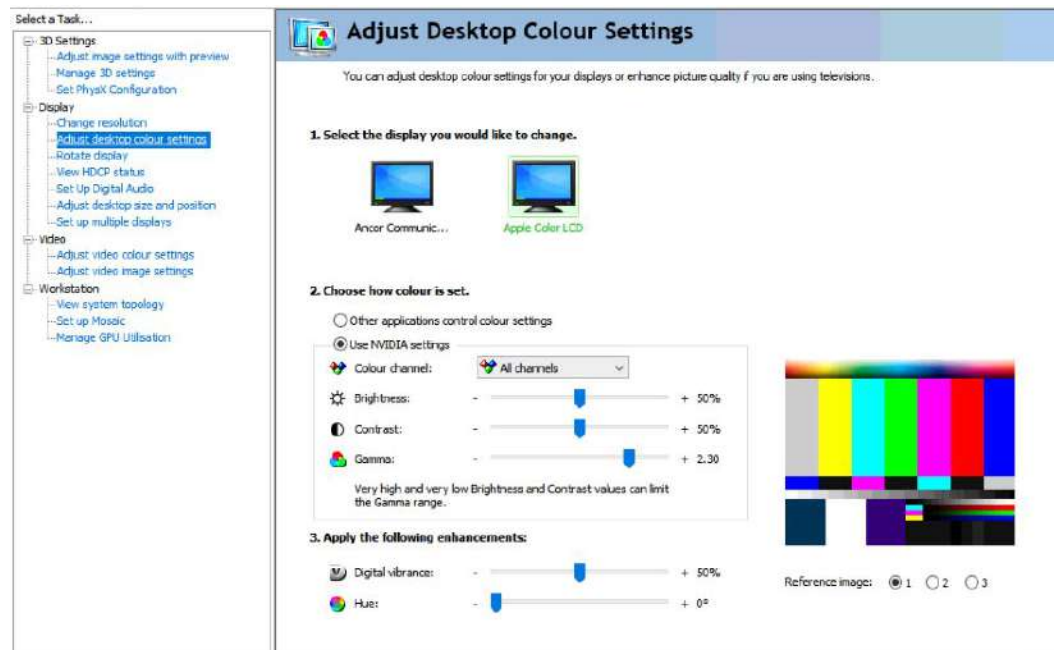 Select a Task...
3D Settings
Adjust image settings with preview
Manage 3D settings
Set PhysX Configuration
Display
Change resolution
Adjust desktop colour settings
Rotate display
View HDCP status
Set Up Digital Audio
Adjust desktop size and position
Set up multiple displays
Video
Adjust video colour settings
Adjust video image settings
Workstation
View system topology
Set up Mosaic
Manage GPU Utilisation
Adjust Desktop Colour Settings
You can adjust desktop colour settings for your displays or enhance picture quality if you are using televisions.
1. Select the display you would like to change.
Ancor Communic... Apple Color LCD
2. Choose how colour is set.
Other applications control colour settings
Use NVIDIA settings
Colour channel: All channels
Brightness: - + 50%
Contrast: - + 50%
Gamma: - + 2.30
Very high and very low Brightness and Contrast values can limit
the Gamma range.
3. Apply the following enhancements:
Digital vibrance: - + 50%
Hue: - + 0°
Reference image: 1 2 3